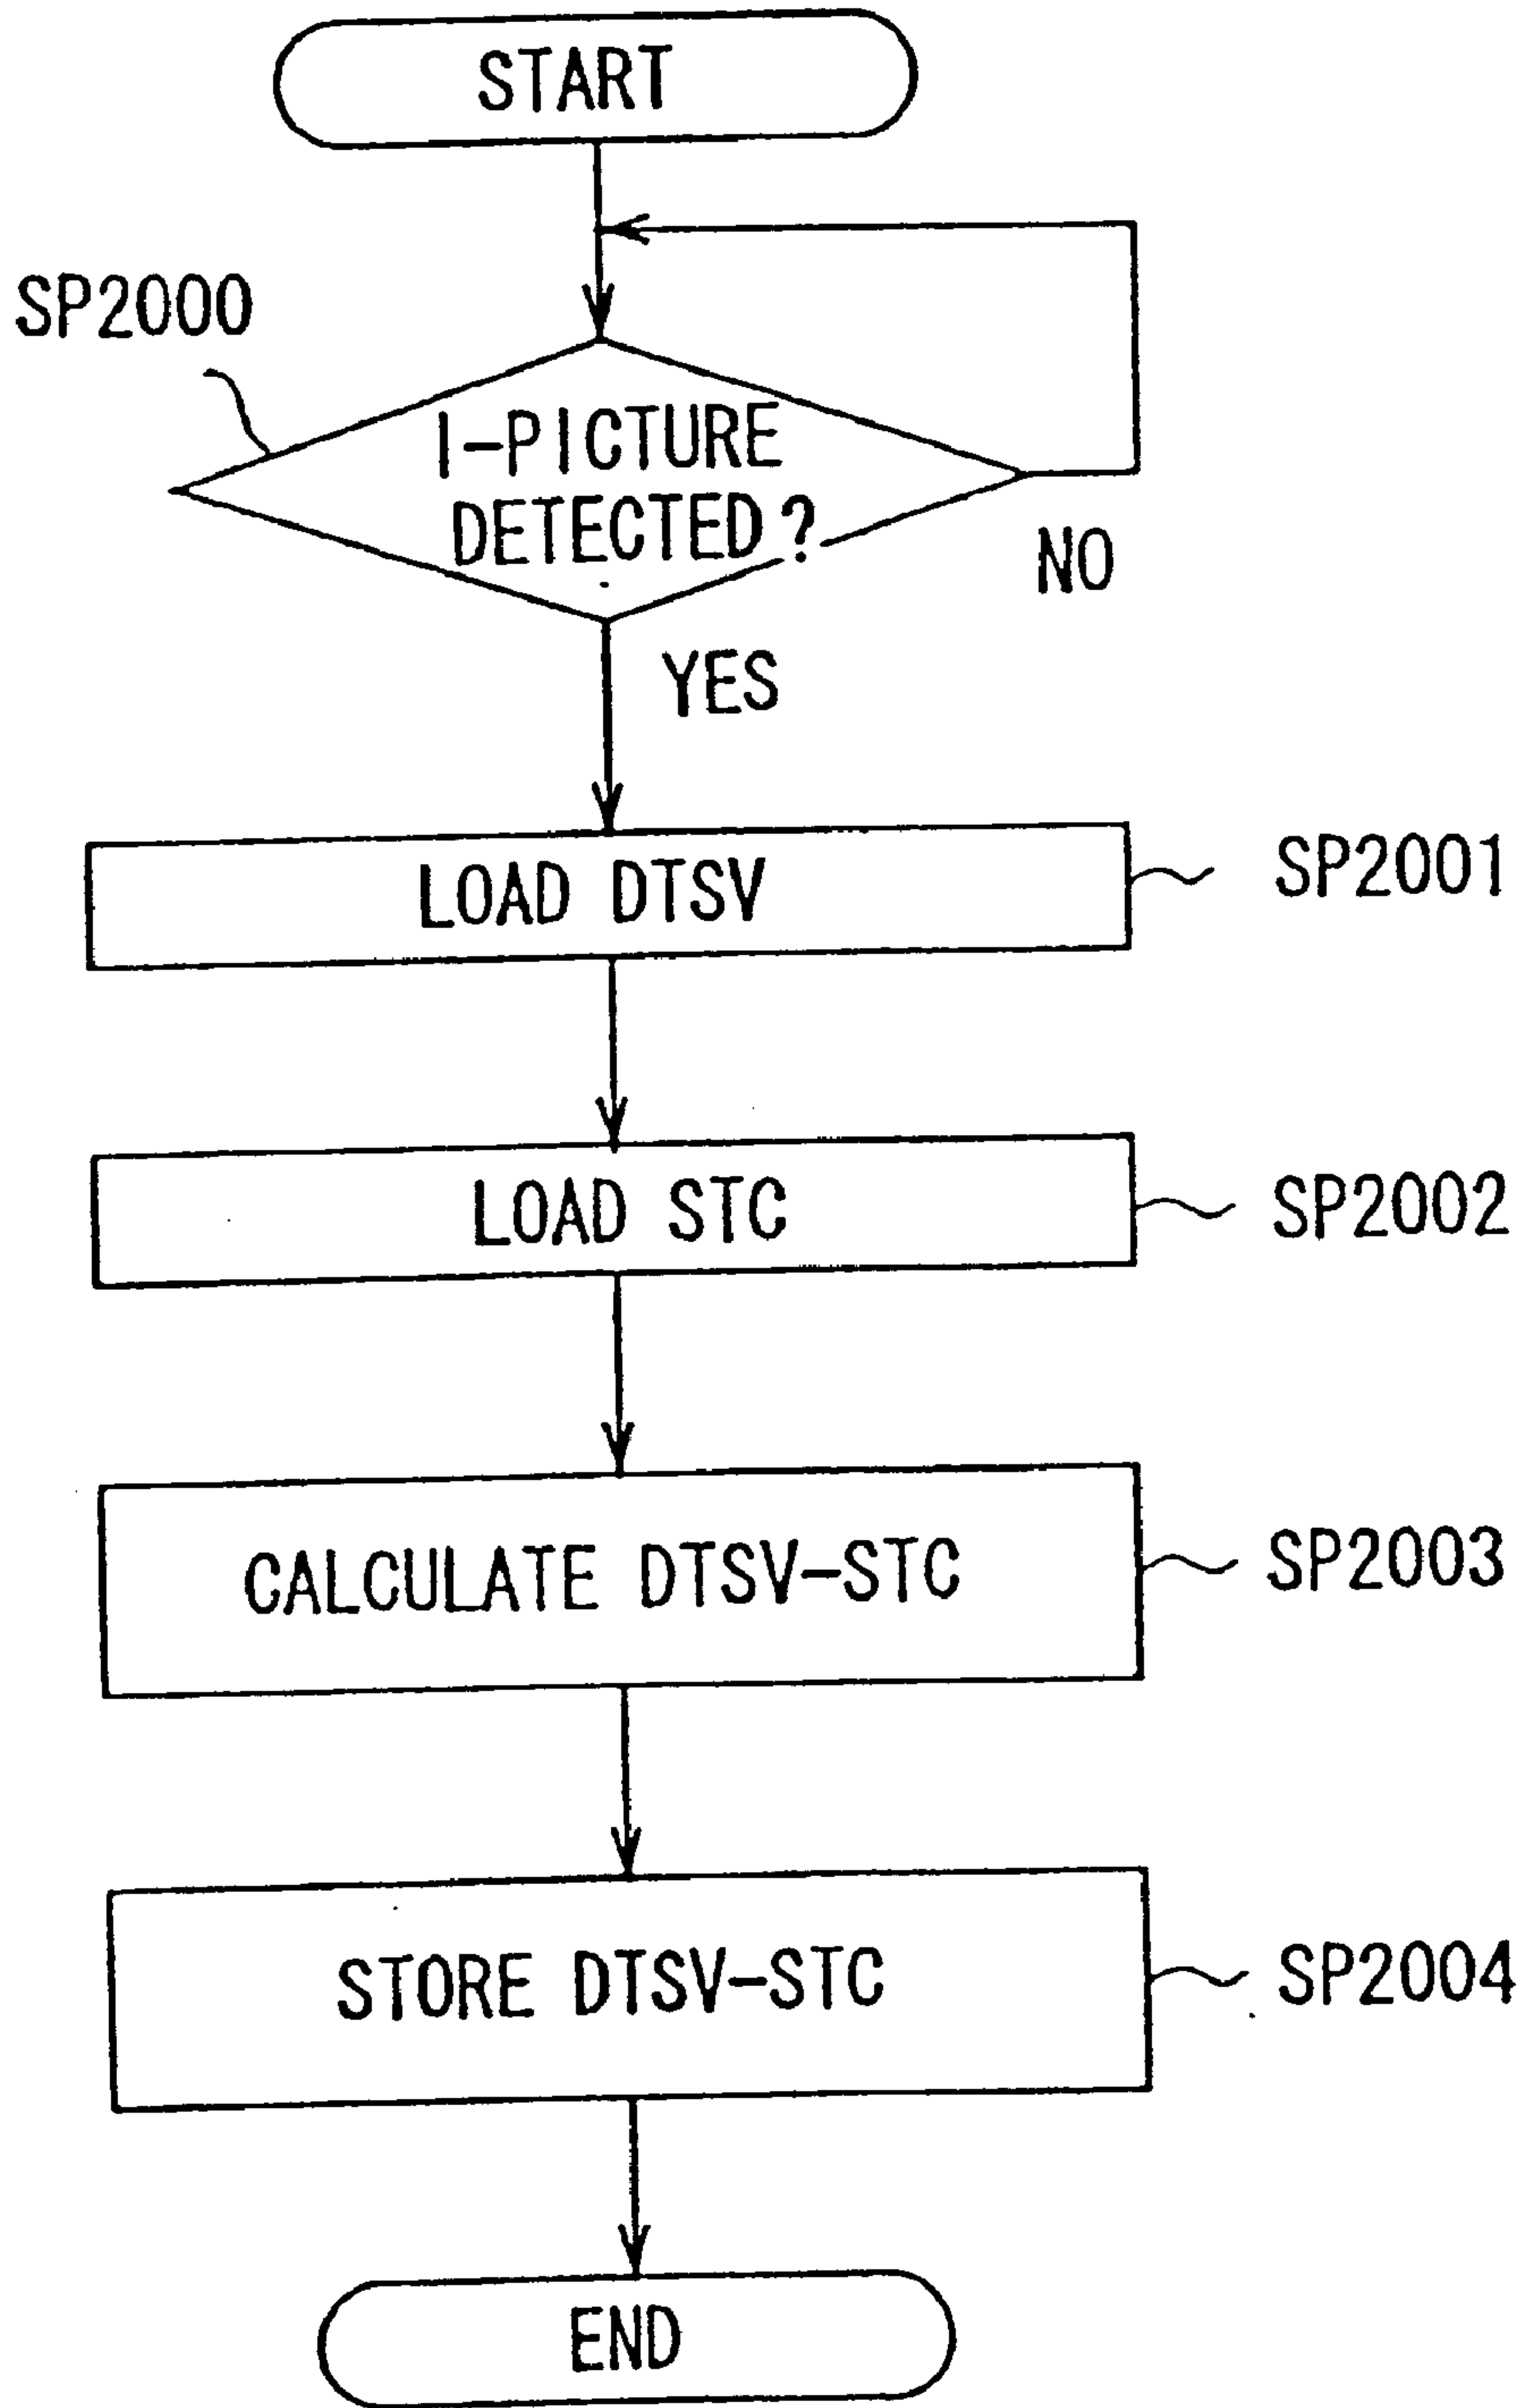 START
SP2000
I-PICTURE
DETECTED?
NO
YES
LOAD DTSV
SP2001
LOAD STC
SP2002
CALCULATE DTSV-STC
SP2003
STORE DTSV-STC
SP2004
END